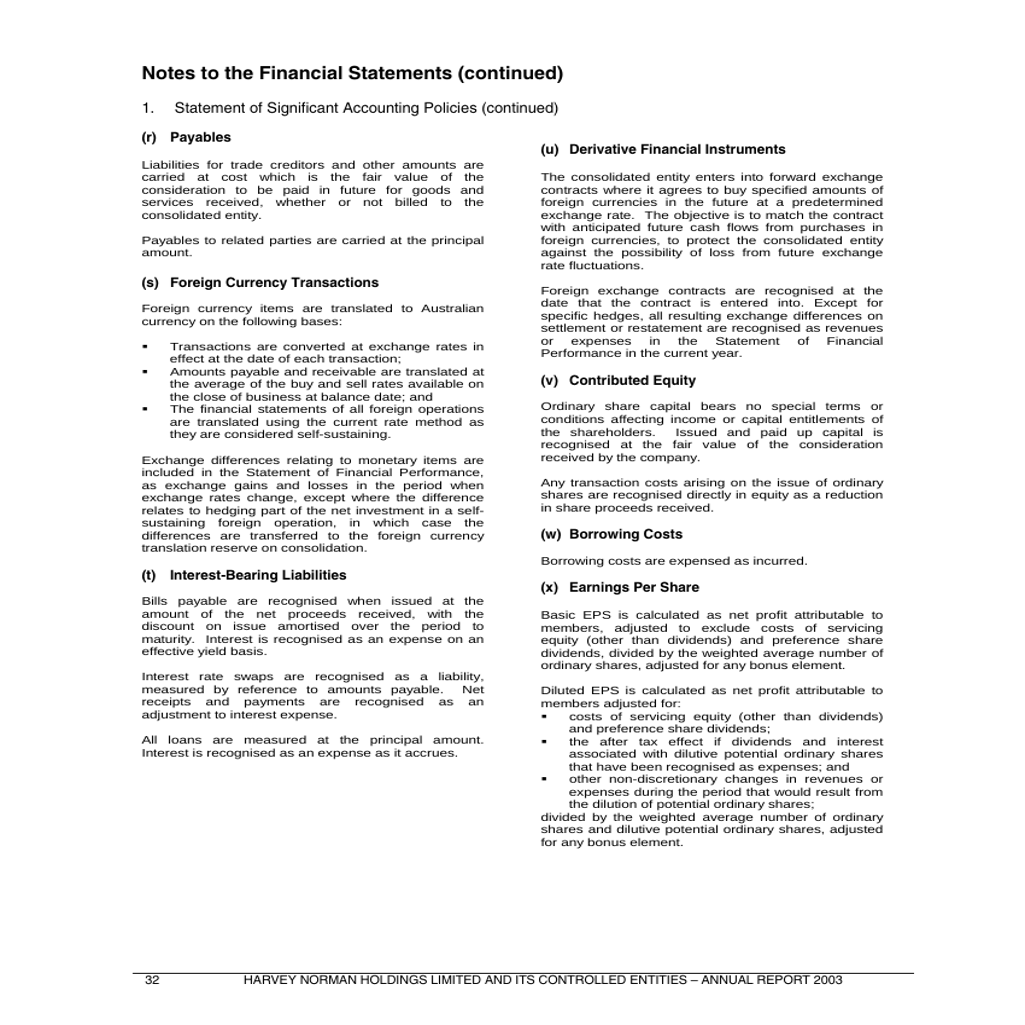 Notes to the Financial Statements (continued)
1. Statement of Significant Accounting Policies (continued)
(r) Payables
Liabilities for trade creditors and other amounts are
carried at cost which is the fair value of the
consideration to be paid in future for goods and
services received, whether or not billed to the
consolidated entity.
Payables to related parties are carried at the principal
amount.
(s) Foreign Currency Transactions
Foreign currency items are translated to Australian
currency on the following bases:
▪ Transactions are converted at exchange rates in
effect at the date of each transaction;
▪ Amounts payable and receivable are translated at
the average of the buy and sell rates available on
the close of business at balance date; and
▪ The financial statements of all foreign operations
are translated using the current rate method as
they are considered self-sustaining.
Exchange differences relating to monetary items are
included in the Statement of Financial Performance,
as exchange gains and losses in the period when
exchange rates change, except where the difference
relates to hedging part of the net investment in a self-
sustaining foreign operation, in which case the
differences are transferred to the foreign currency
translation reserve on consolidation.
(t) Interest-Bearing Liabilities
Bills payable are recognised when issued at the
amount of the net proceeds received, with the
discount on issue amortised over the period to
maturity. Interest is recognised as an expense on an
effective yield basis.
Interest rate swaps are recognised as a liability,
measured by reference to amounts payable. Net
receipts and payments are recognised as an
adjustment to interest expense.
All loans are measured at the principal amount.
Interest is recognised as an expense as it accrues.
(u) Derivative Financial Instruments
The consolidated entity enters into forward exchange
contracts where it agrees to buy specified amounts of
foreign currencies in the future at a predetermined
exchange rate. The objective is to match the contract
with anticipated future cash flows from purchases in
foreign currencies, to protect the consolidated entity
against the possibility of loss from future exchange
rate fluctuations.
Foreign exchange contracts are recognised at the
date that the contract is entered into. Except for
specific hedges, all resulting exchange differences on
settlement or restatement are recognised as revenues
or expenses in the Statement of Financial
Performance in the current year.
(v) Contributed Equity
Ordinary share capital bears no special terms or
conditions affecting income or capital entitlements of
the shareholders. Issued and paid up capital is
recognised at the fair value of the consideration
received by the company.
Any transaction costs arising on the issue of ordinary
shares are recognised directly in equity as a reduction
in share proceeds received.
(w) Borrowing Costs
Borrowing costs are expensed as incurred.
(x) Earnings Per Share
Basic EPS is calculated as net profit attributable to
members, adjusted to exclude costs of servicing
equity (other than dividends) and preference share
dividends, divided by the weighted average number of
ordinary shares, adjusted for any bonus element.
Diluted EPS is calculated as net profit attributable to
members adjusted for:
▪ costs of servicing equity (other than dividends)
and preference share dividends;
▪ the after tax effect if dividends and interest
associated with dilutive potential ordinary shares
that have been recognised as expenses; and
▪ other non-discretionary changes in revenues or
expenses during the period that would result from
the dilution of potential ordinary shares;
divided by the weighted average number of ordinary
shares and dilutive potential ordinary shares, adjusted
for any bonus element.
32 HARVEY NORMAN HOLDINGS LIMITED AND ITS CONTROLLED ENTITIES – ANNUAL REPORT 2003